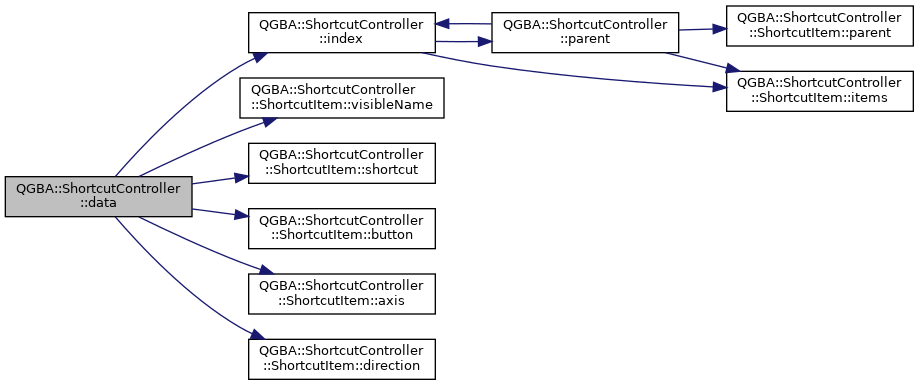 QGBA::ShortcutController
::data
QGBA::ShortcutController
::index
QGBA::ShortcutController
::parent
QGBA::ShortcutController
::ShortcutItem::parent
QGBA::ShortcutController
::ShortcutItem::items
QGBA::ShortcutController
::ShortcutItem::visibleName
QGBA::ShortcutController
::ShortcutItem::shortcut
QGBA::ShortcutController
::ShortcutItem::button
QGBA::ShortcutController
::ShortcutItem::axis
QGBA::ShortcutController
::ShortcutItem::direction